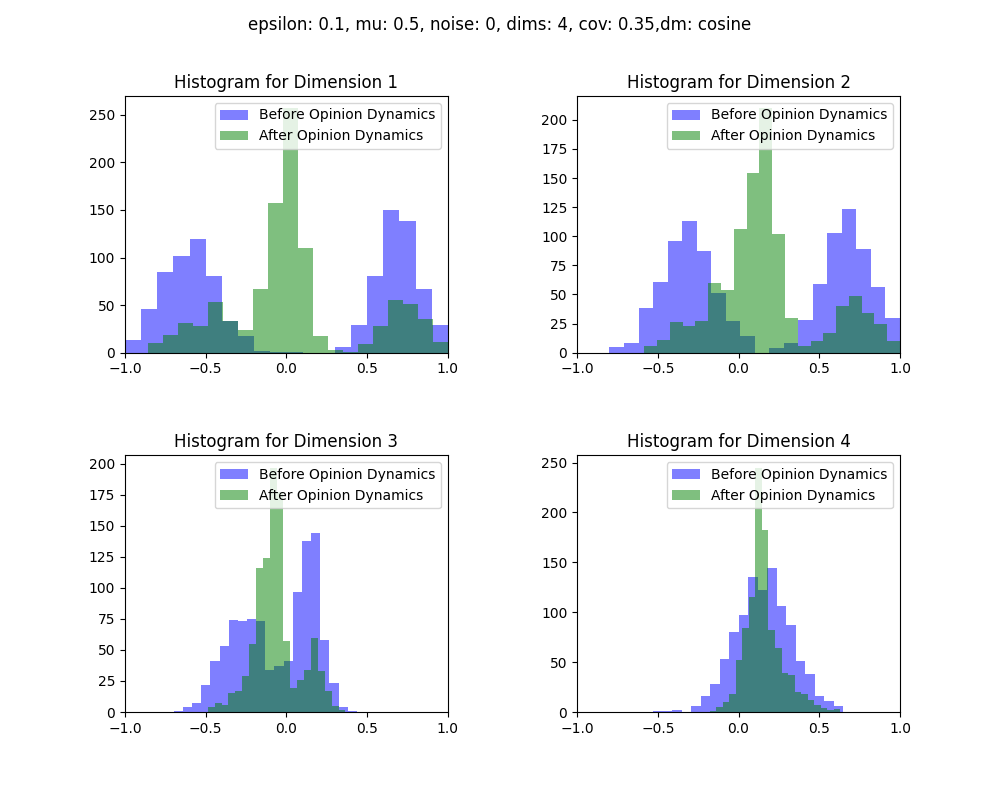 epsilon: 0.1, mu: 0.5, noise: 0, dims: 4, cov: 0.35,dm: cosine
Histogram for Dimension 1
Before Opinion Dynamics
After Opinion Dynamics
250
200
150
100
50
0
−1.0 −0.5 0.0 0.5 1.0
Histogram for Dimension 2
Before Opinion Dynamics
After Opinion Dynamics
200
175
150
125
100
75
50
25
0
−1.0 −0.5 0.0 0.5 1.0
Histogram for Dimension 3
Before Opinion Dynamics
After Opinion Dynamics
200
175
150
125
100
75
50
25
0
−1.0 −0.5 0.0 0.5 1.0
Histogram for Dimension 4
Before Opinion Dynamics
After Opinion Dynamics
250
200
150
100
50
0
−1.0 −0.5 0.0 0.5 1.0